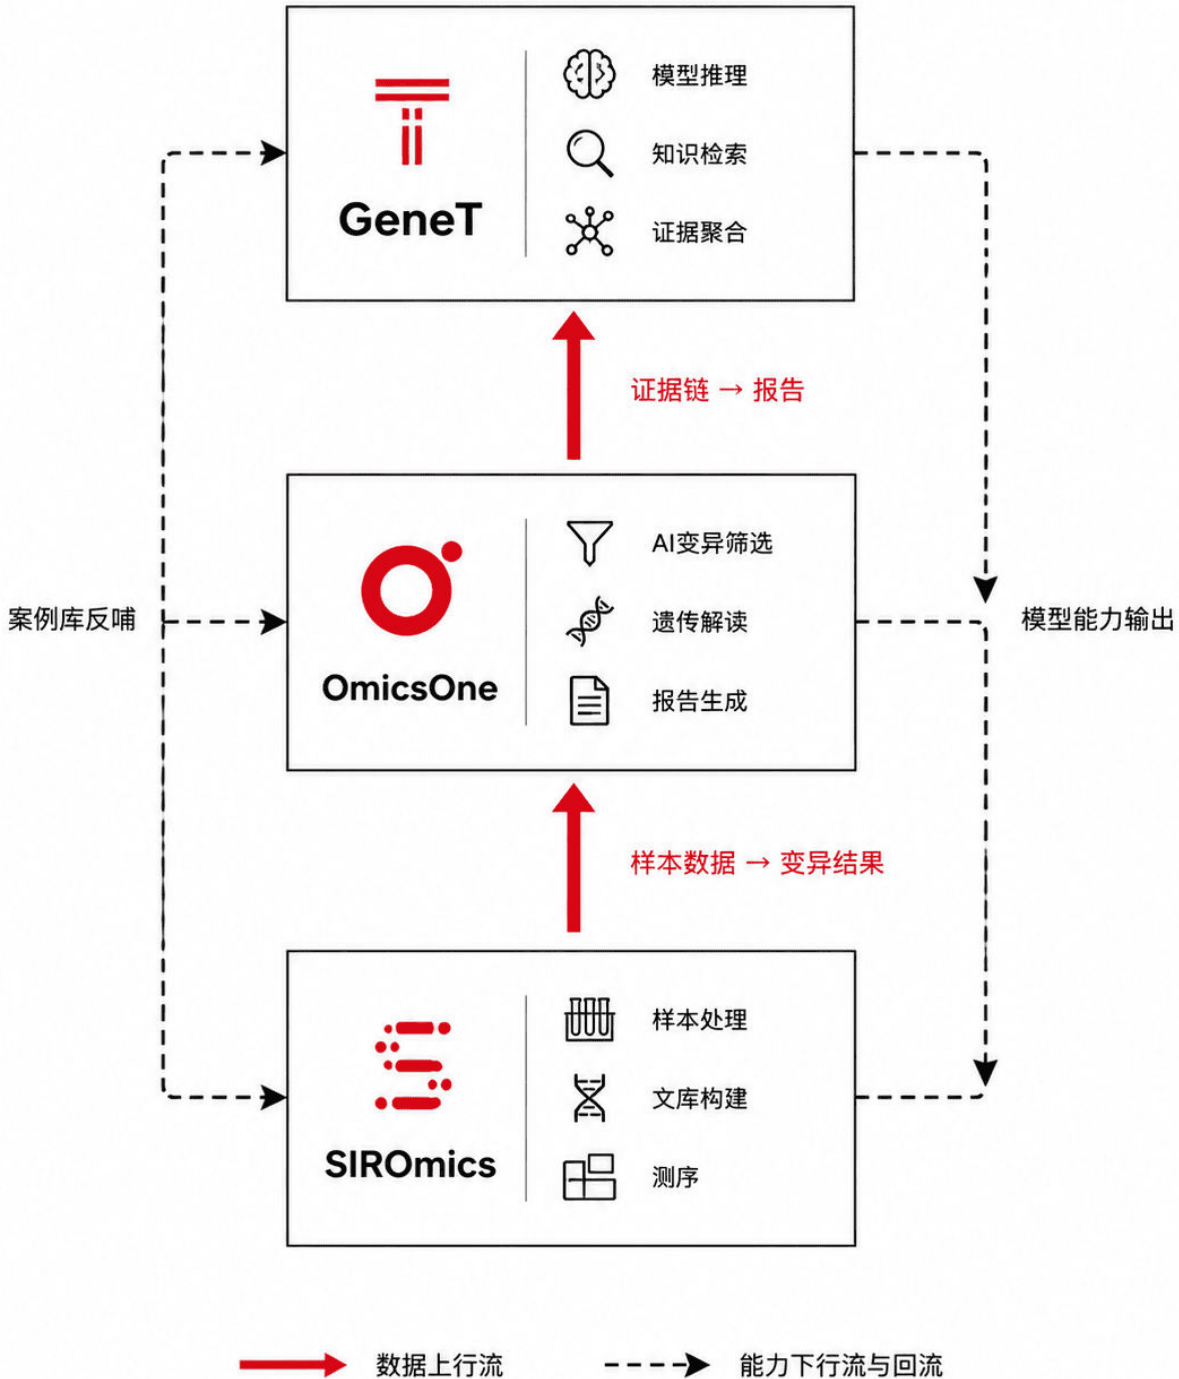 模型推理
知识检索
GeneT
证据聚合
证据链 → 报告
AI变异筛选
案例库反哺
遗传解读
模型能力输出
OmicsOne
报告生成
样本数据 → 变异结果
样本处理
文库构建
SIROmics
测序
数据上行流
能力下行流与回流